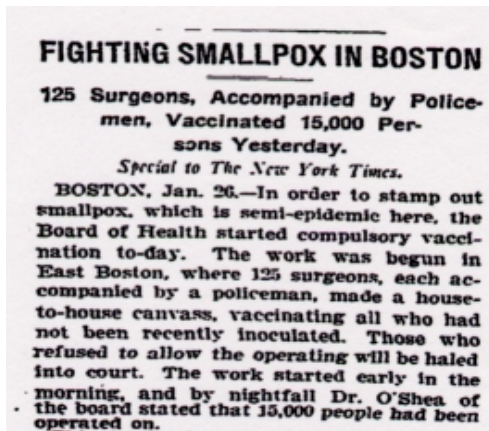 FIGHTING SMALLPOX IN BOSTON
125 Surgeons, Accompanied by Police-
men, Vaccinated 15,000 Per-
sons Yesterday.
Special to The New York Times.
BOSTON, Jan. 26.—In order to stamp out
smallpox, which is semi-epidemic here, the
Board of Health started compulsory vacci-
nation to-day. The work was begun in
East Boston, where 125 surgeons, each ac-
companied by a policeman, made a house-
to-house canvass, vaccinating all who had
not been recently inoculated. Those who
refused to allow the operating will be haled
into court. The work started early in the
morning, and by nightfall Dr. O'Shea of
the board stated that 15,000 people had been
operated on.